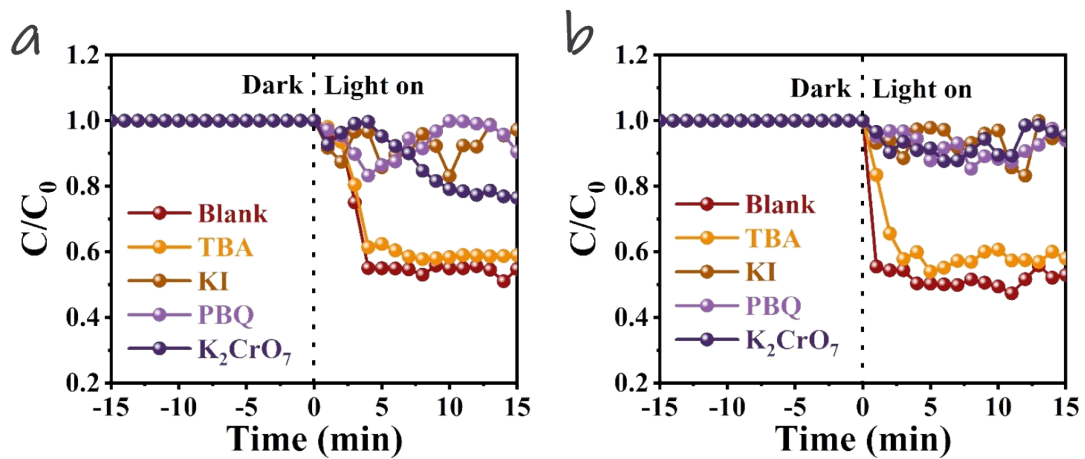 a
1.2
1.0
0.8
0.6
0.4
0.2
C/C₀
Dark
Light on
Blank
TBA
KI
PBQ
K₂CrO₇
-15
-10
-5
0
5
10
15
Time (min)
b
1.2
1.0
0.8
0.6
0.4
0.2
C/C₀
Dark
Light on
Blank
TBA
KI
PBQ
K₂CrO₇
-15
-10
-5
0
5
10
15
Time (min)